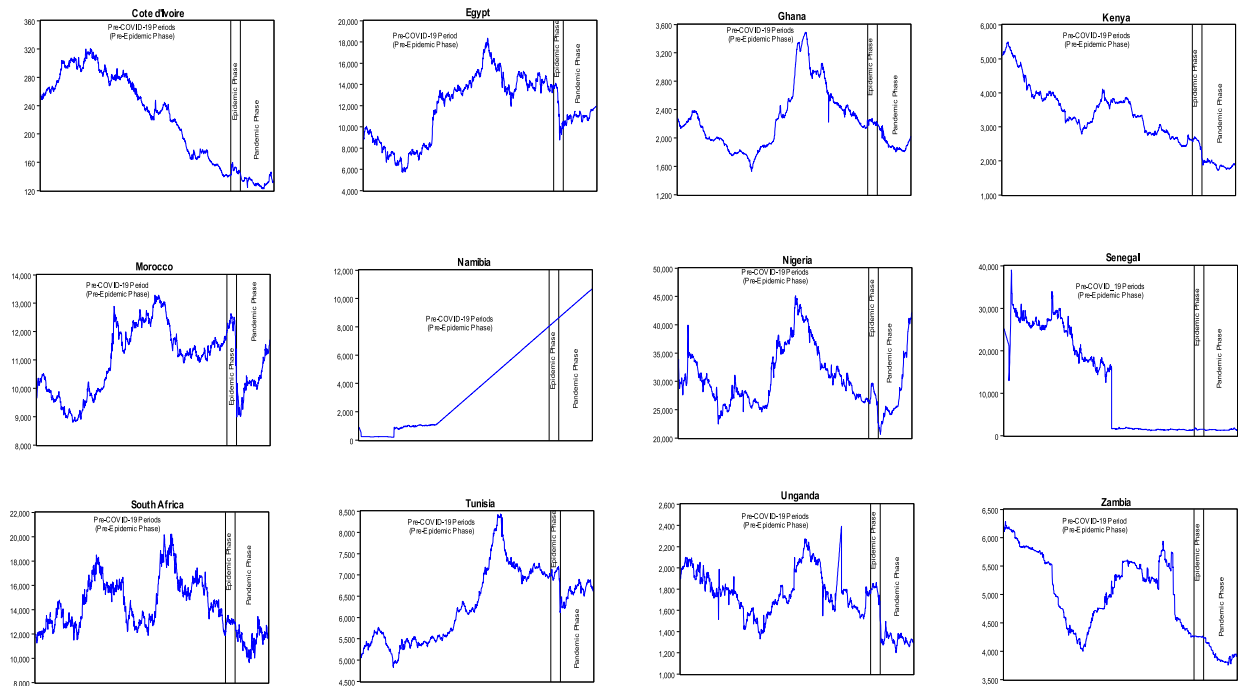 Cote d'Ivoire
Pre-COVID-19 Periods
(Pre-Epidemic Phase)
Epidemic Phase
Pandemic Phase
360
320
280
240
200
160
120
Egypt
Pre-COVID-19 Period
(Pre-Epidemic Phase)
Epidemic Phase
Pandemic Phase
20,000
18,000
16,000
14,000
12,000
10,000
8,000
6,000
4,000
Ghana
Pre-COVID-19 Periods
(Pre-Epidemic Phase)
Epidemic Phase
Pandemic Phase
3,600
3,200
2,800
2,400
2,000
1,600
1,200
Kenya
Pre-COVID-19 Periods
(Pre-Epidemic Phase)
Epidemic Phase
Pandemic Phase
6,000
5,000
4,000
3,000
2,000
1,000
Morocco
Pre-COVID-19 Period
(Pre-Epidemic Phase)
Epidemic Phase
Pandemic Phase
14,000
13,000
12,000
11,000
10,000
9,000
8,000
Namibia
Pre-COVID-19 Periods
(Pre-Epidemic Phase)
Epidemic Phase
Pandemic Phase
12,000
10,000
8,000
6,000
4,000
2,000
0
Nigeria
Pre-COVID-19 Periods
(Pre-Epidemic Phase)
Epidemic Phase
Pandemic Phase
50,000
45,000
40,000
35,000
30,000
25,000
20,000
Senegal
Pre-COVID_19 Periods
(Pre-Epidemic Phase)
Epidemic Phase
Pandemic Phase
40,000
30,000
20,000
10,000
0
South Africa
Pre-COVID-19 Periods
(Pre-Epidemic Phase)
Epidemic Phase
Pandemic Phase
22,000
20,000
18,000
16,000
14,000
12,000
10,000
8,000
Tunisia
Pre-COVID-19 Periods
(Pre-Epidemic Phase)
Epidemic Phase
Pandemic Phase
8,500
8,000
7,500
7,000
6,500
6,000
5,500
5,000
4,500
Unganda
Pre-COVID-19 Periods
(Pre-Epidemic Phase)
Epidemic Phase
Pandemic Phase
2,600
2,400
2,200
2,000
1,800
1,600
1,400
1,200
1,000
Zambia
Pre-COVID-19 Period
(Pre-Epidemic Phase)
Epidemic Phase
Pandemic Phase
6,500
6,000
5,500
5,000
4,500
4,000
3,500